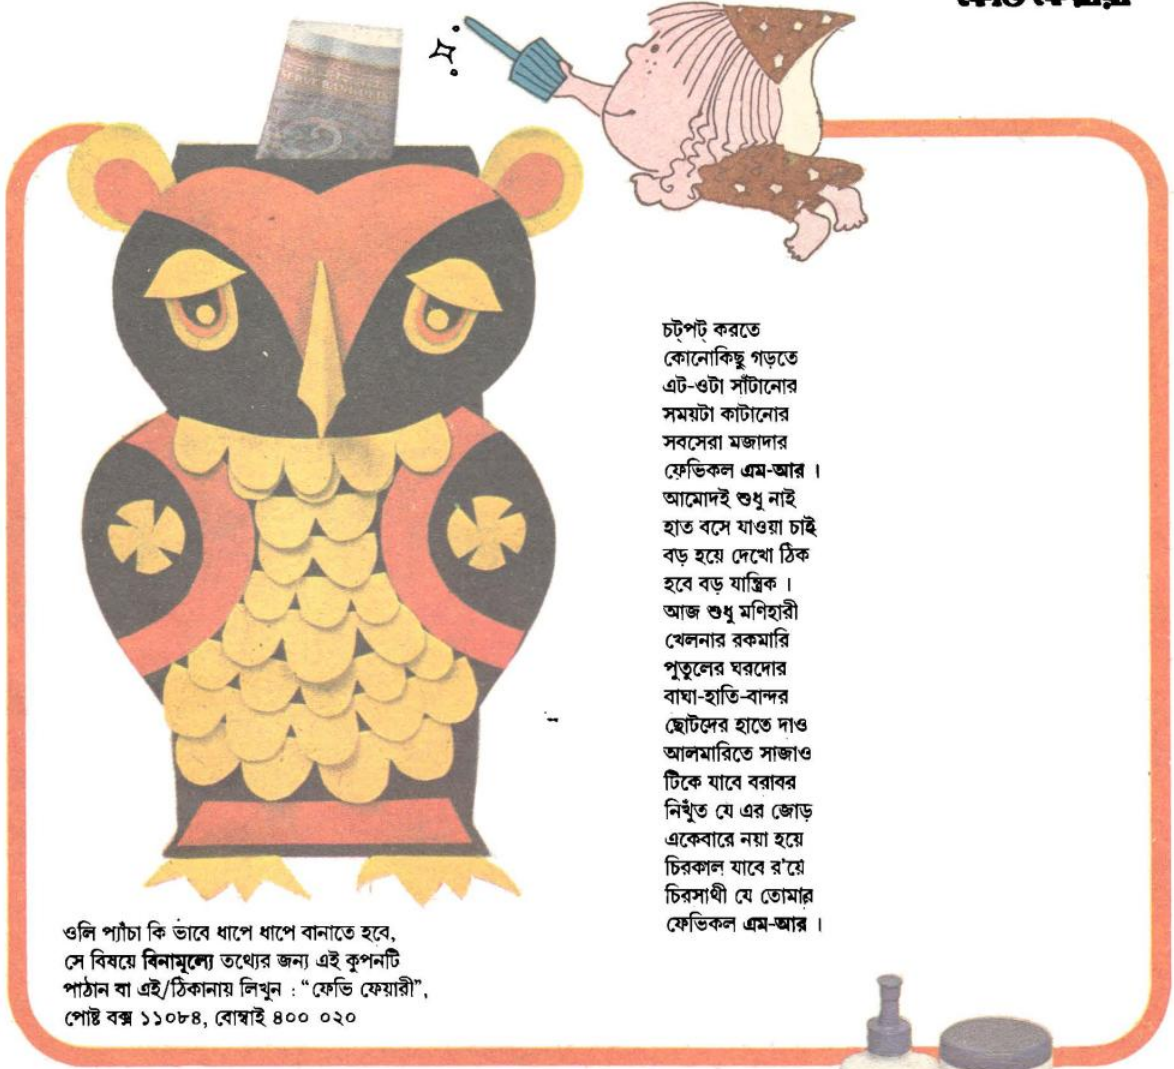 চট্‌পট্ করতে
কোনোকিছু গড়তে
এট-ওটা সাঁটানোর
সময়টা কাটানোর
সবসেরা মজাদার
ফেভিকল এম-আর ।
আমোদই শুধু নাই
হাত বসে যাওয়া চাই
বড় হয়ে দেখো ঠিক
হবে বড় যান্ত্রিক ।
আজ শুধু মণিহারী
খেলনার রকমারি
পুতুলের ঘরদোর
বাঘা-হাতি-বান্দর
ছোটদের হাতে দাও
আলমারিতে সাজাও
টিকে যাবে বরাবর
নিখুঁত যে এর জোড়
একেবারে নয়া হয়ে
চিরকাল যাবে র'য়ে
চিরসাথী যে তোমার
ফেভিকল এম-আর ।
ওলি প্যাঁচা কি ভাবে ধাপে ধাপে বানাতে হবে,
সে বিষয়ে বিনামূল্যে তথ্যের জন্য এই কুপনটি
পাঠান বা এই/ঠিকানায় লিখুন : “ফেভি ফেয়ারী”,
পোষ্ট বক্স ১১০৮৪, বোম্বাই ৪০০ ০২০